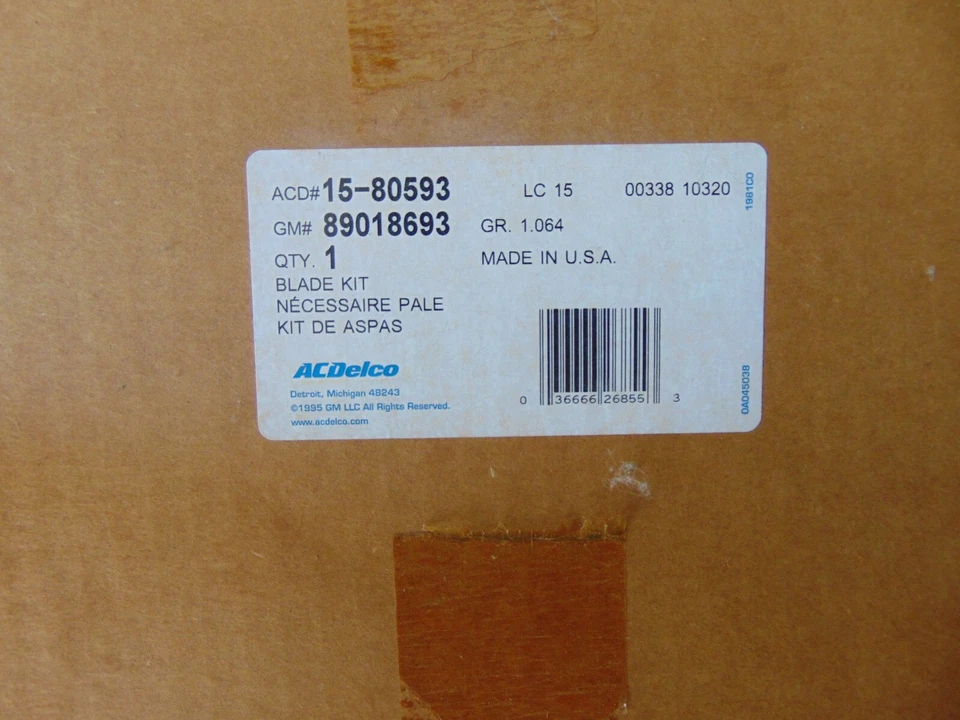 ACD# 15-80593 LC 15 00338 10320
GM# 89018693 GR. 1.064
QTY. 1 MADE IN U.S.A.
BLADE KIT
NÉCESSAIRE PALE
KIT DE ASPAS
ACDelco
Detroit, Michigan 48243
©1995 GM LLC All Rights Reserved.
www.acdelco.com
0 36666 26855 3
1981C0
0A045038